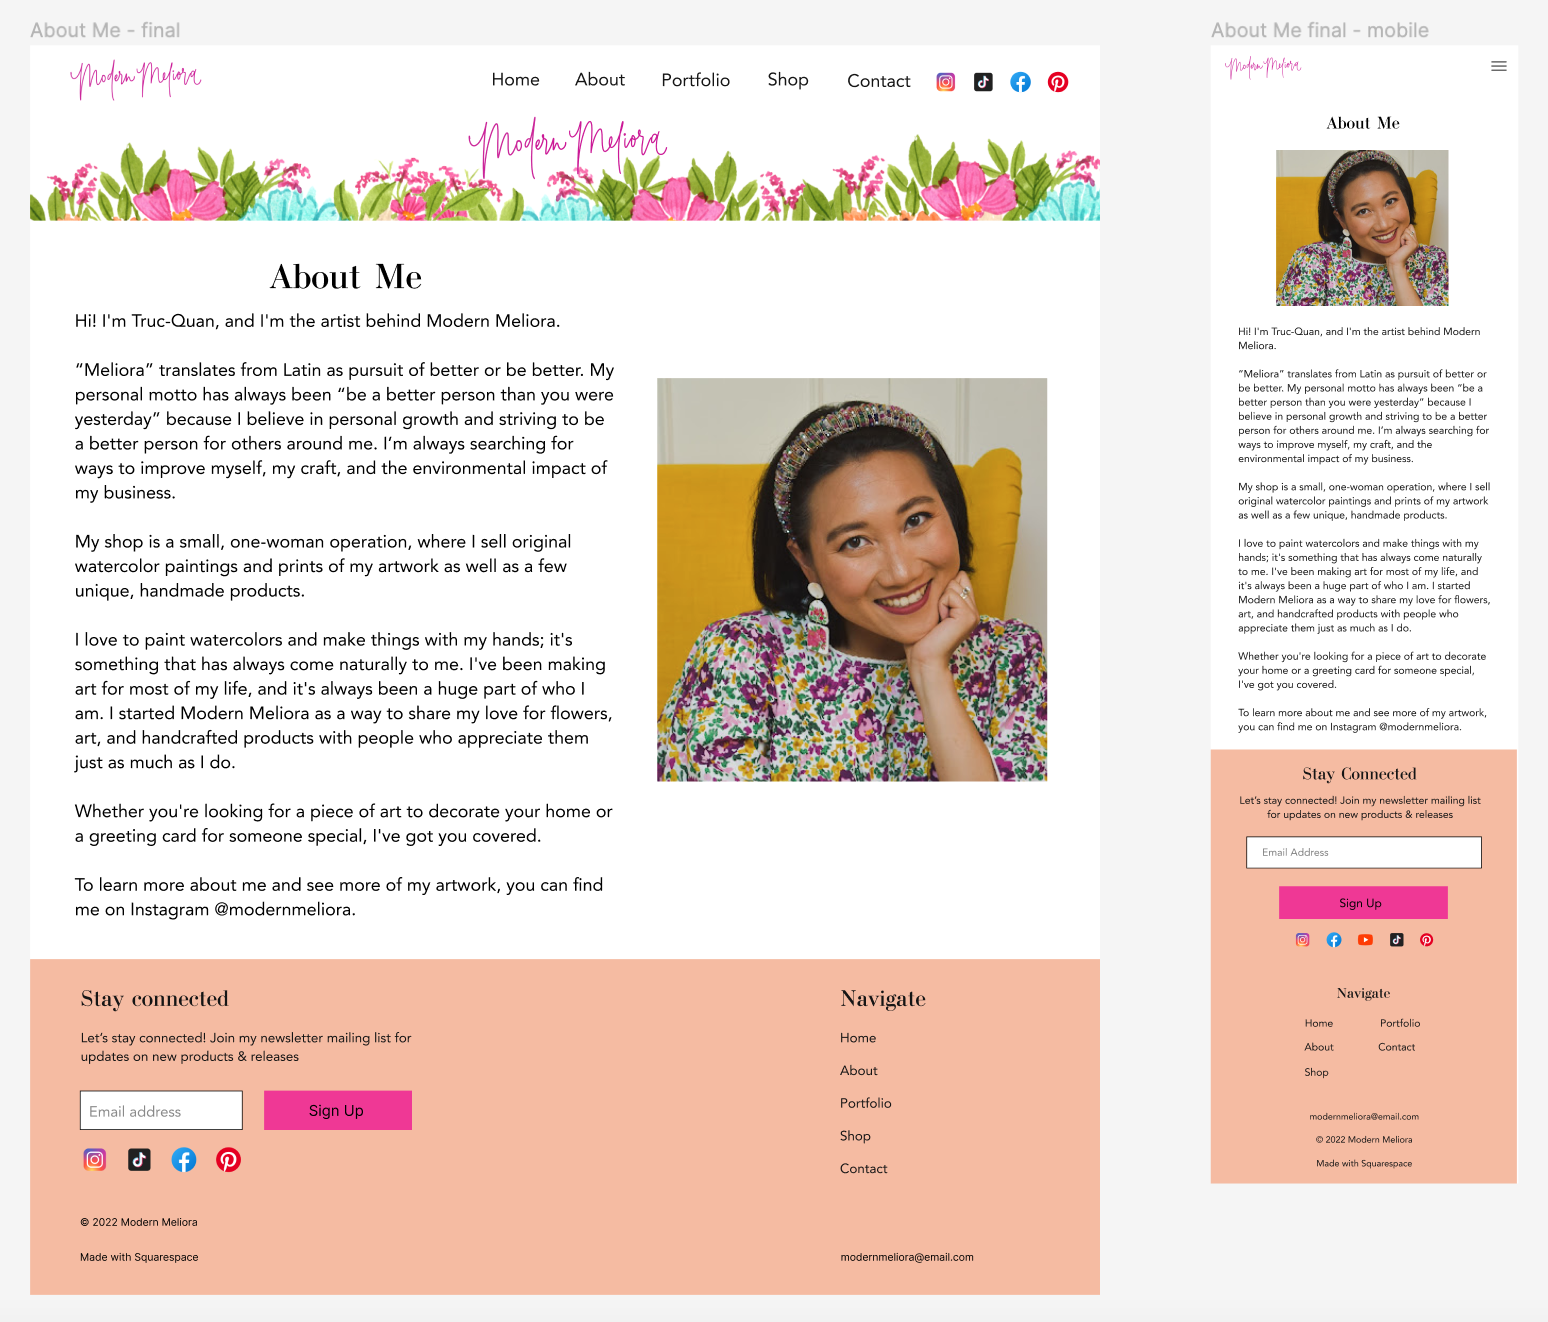 About Me - final
Modern Meliora
Home About Portfolio Shop Contact
Modern Meliora
About Me
Hi! I'm Truc-Quan, and I'm the artist behind Modern Meliora.
“Meliora” translates from Latin as pursuit of better or be better. My
personal motto has always been “be a better person than you were
yesterday” because I believe in personal growth and striving to be
a better person for others around me. I’m always searching for
ways to improve myself, my craft, and the environmental impact of
my business.
My shop is a small, one-woman operation, where I sell original
watercolor paintings and prints of my artwork as well as a few
unique, handmade products.
I love to paint watercolors and make things with my hands; it's
something that has always come naturally to me. I've been making
art for most of my life, and it's always been a huge part of who I
am. I started Modern Meliora as a way to share my love for flowers,
art, and handcrafted products with people who appreciate them
just as much as I do.
Whether you're looking for a piece of art to decorate your home or
a greeting card for someone special, I've got you covered.
To learn more about me and see more of my artwork, you can find
me on Instagram @modernmeliora.
Stay connected
Let’s stay connected! Join my newsletter mailing list for
updates on new products & releases
Email address
Sign Up
© 2022 Modern Meliora
Made with Squarespace
Navigate
Home
About
Portfolio
Shop
Contact
modernmeliora@email.com
About Me final - mobile
Modern Meliora
About Me
Hi! I'm Truc-Quan, and I'm the artist behind Modern
Meliora.
“Meliora” translates from Latin as pursuit of better or
be better. My personal motto has always been “be a
better person than you were yesterday” because I
believe in personal growth and striving to be a better
person for others around me. I’m always searching for
ways to improve myself, my craft, and the
environmental impact of my business.
My shop is a small, one-woman operation, where I sell
original watercolor paintings and prints of my artwork
as well as a few unique, handmade products.
I love to paint watercolors and make things with my
hands; it's something that has always come naturally
to me. I've been making art for most of my life, and
it's always been a huge part of who I am. I started
Modern Meliora as a way to share my love for flowers,
art, and handcrafted products with people who
appreciate them just as much as I do.
Whether you're looking for a piece of art to decorate
your home or a greeting card for someone special,
I've got you covered.
To learn more about me and see more of my artwork,
you can find me on Instagram @modernmeliora.
Stay Connected
Let’s stay connected! Join my newsletter mailing list
for updates on new products & releases
Email Address
Sign Up
Navigate
Home Portfolio
About Contact
Shop
modernmeliora@email.com
© 2022 Modern Meliora
Made with Squarespace